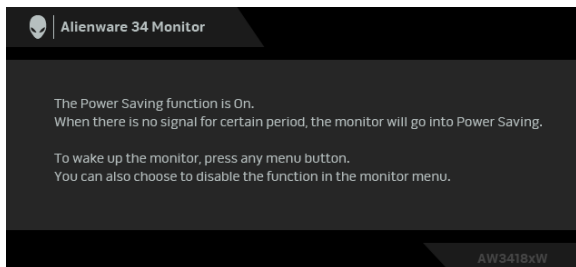 Alienware 34 Monitor
The Power Saving function is On.
When there is no signal for certain period, the monitor will go into Power Saving.
To wake up the monitor, press any menu button.
You can also choose to disable the function in the monitor menu.
AW3418xW